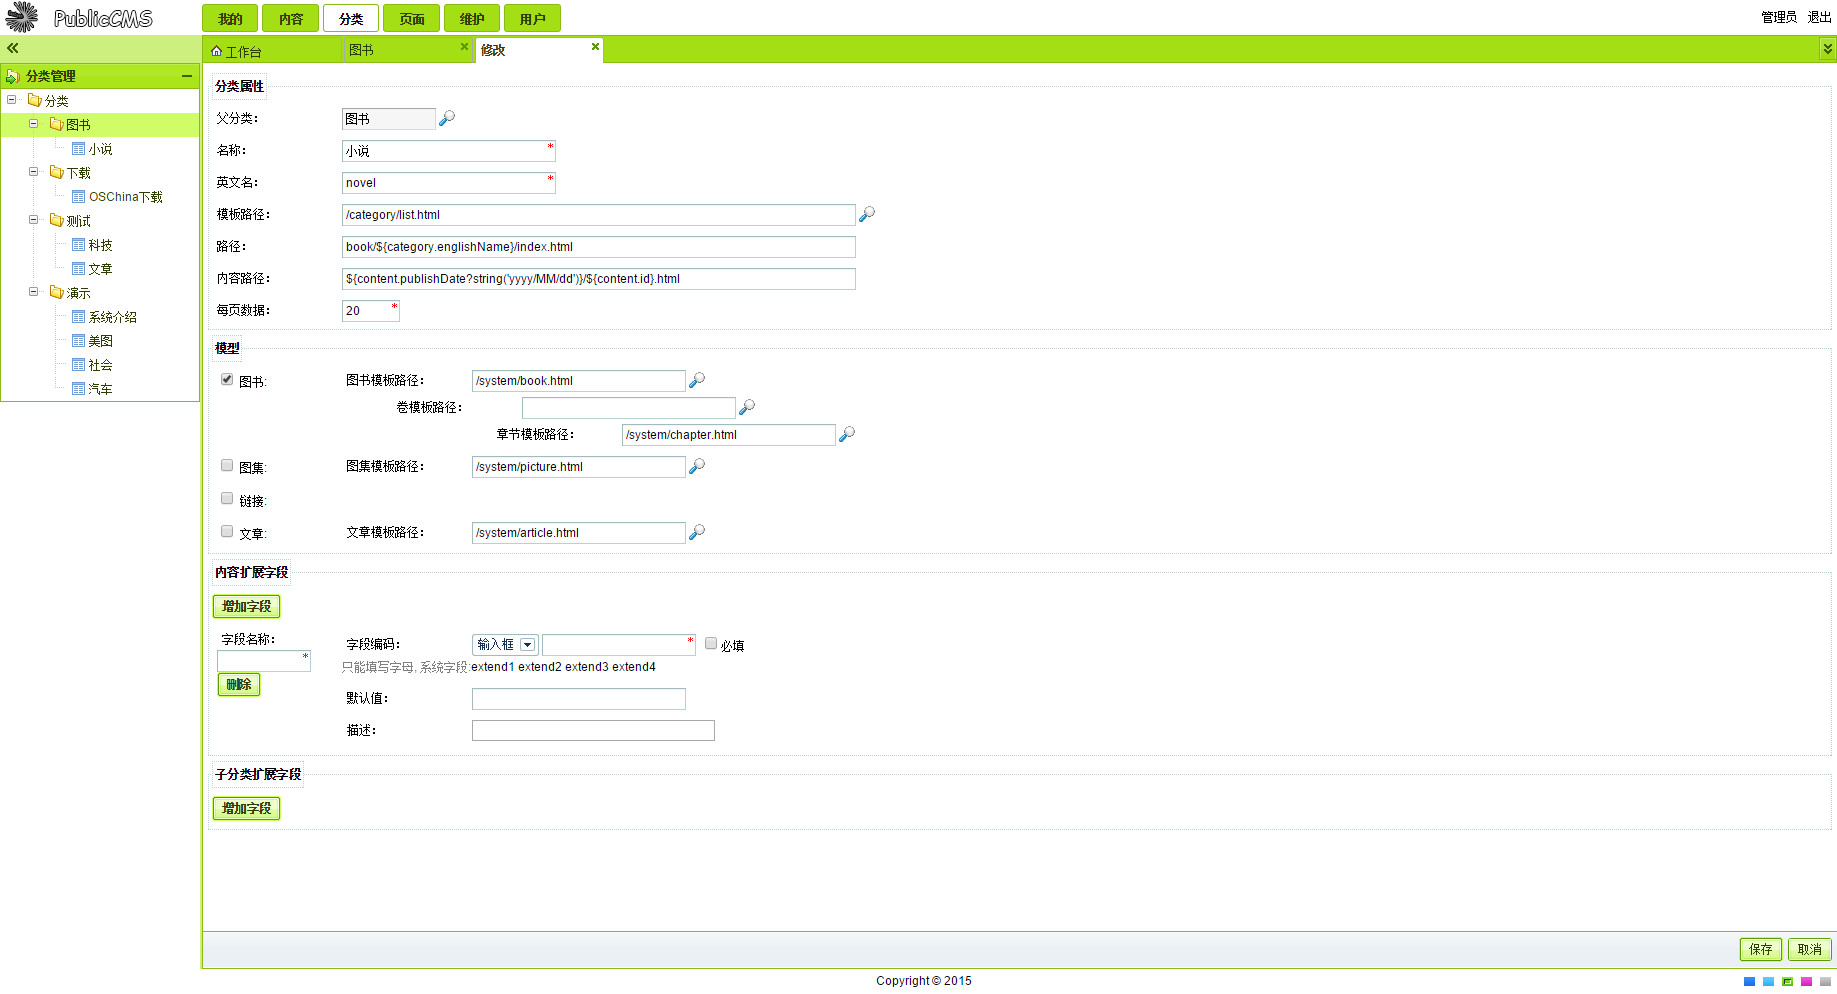 PublicCMS
我的 内容 分类 页面 维护 用户
管理员 退出
工作台 图书 修改
分类管理
分类
图书
小说
下载
OSChina下载
测试
科技
文章
演示
系统介绍
美图
社会
汽车
分类属性
父分类: 图书
名称: 小说 *
英文名: novel *
模板路径: /category/list.html
路径: book/${category.englishName}/index.html
内容路径: ${content.publishDate?string('yyyy/MM/dd')}/${content.id}.html
每页数据: 20 *
模型
图书: 图书模板路径: /system/book.html
卷模板路径:
章节模板路径: /system/chapter.html
图集: 图集模板路径: /system/picture.html
链接:
文章: 文章模板路径: /system/article.html
内容扩展字段
增加字段
字段名称: * 字段编码: 输入框 * 必填
只能填写字母, 系统字段:extend1 extend2 extend3 extend4
删除
默认值:
描述:
子分类扩展字段
增加字段
保存 取消
Copyright © 2015